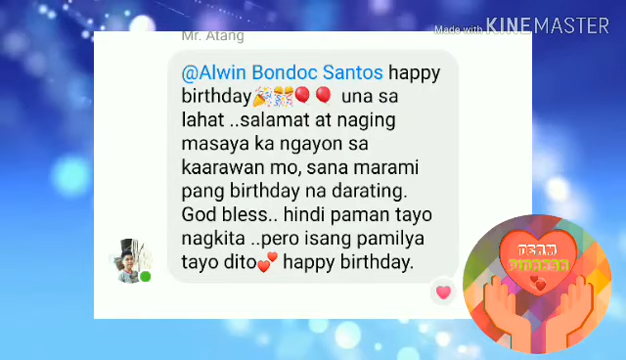 Mr. Atang
Made with KINEMASTER
@Alwin Bondoc Santos happy
birthday🎉🎊🎈🎈 una sa
lahat ..salamat at naging
masaya ka ngayon sa
kaarawan mo, sana marami
pang birthday na darating.
God bless.. hindi paman tayo
nagkita ..pero isang pamilya
tayo dito💕 happy birthday.
TEAM